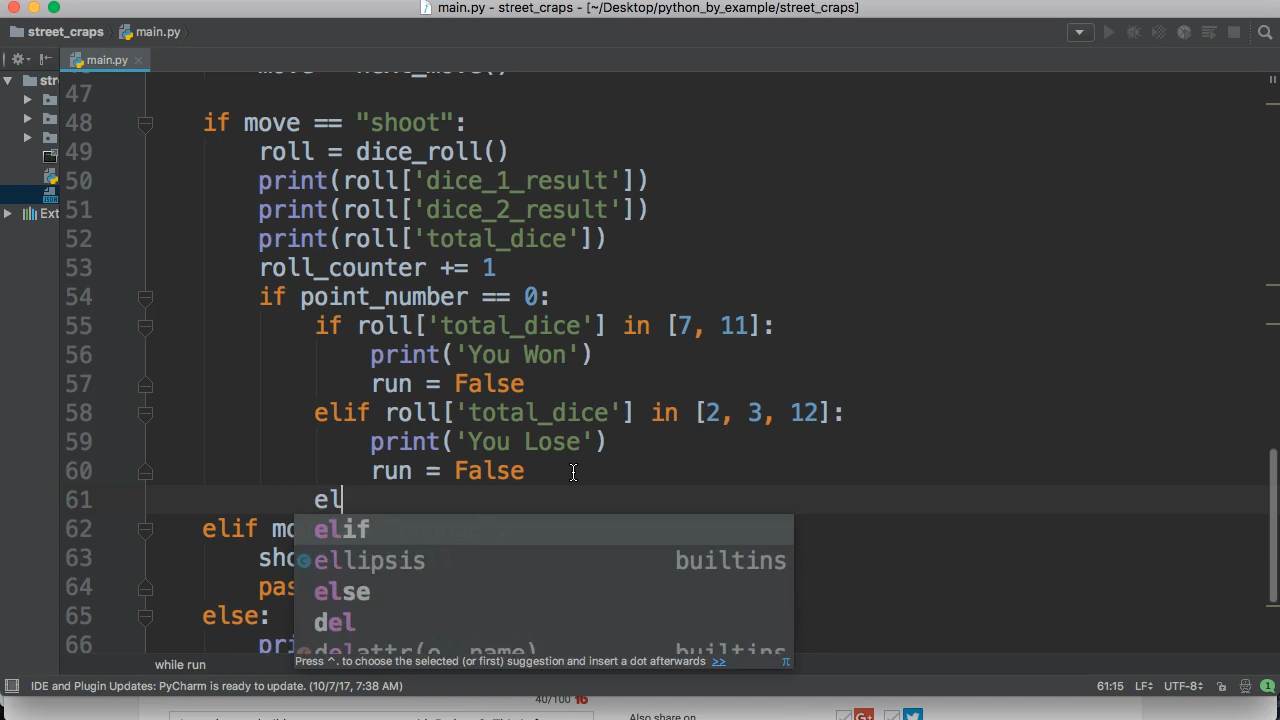 main.py - street_craps - [~/Desktop/python_by_example/street_craps]
street_craps main.py
main.py
str
Ext
47
48 if move == "shoot":
49 roll = dice_roll()
50 print(roll['dice_1_result'])
51 print(roll['dice_2_result'])
52 print(roll['total_dice'])
53 roll_counter += 1
54 if point_number == 0:
55 if roll['total_dice'] in [7, 11]:
56 print('You Won')
57 run = False
58 elif roll['total_dice'] in [2, 3, 12]:
59 print('You Lose')
60 run = False
61 el
62 elif mo
63 sho
64 pas
65 else:
66 pri
elif
ellipsis builtins
else
del
delattr(o, name) builtins
Press ^. to choose the selected (or first) suggestion and insert a dot afterwards >> π
while run
IDE and Plugin Updates: PyCharm is ready to update. (10/7/17, 7:38 AM) 61:15 LF÷ UTF-8÷ 1
40/100
Also share on